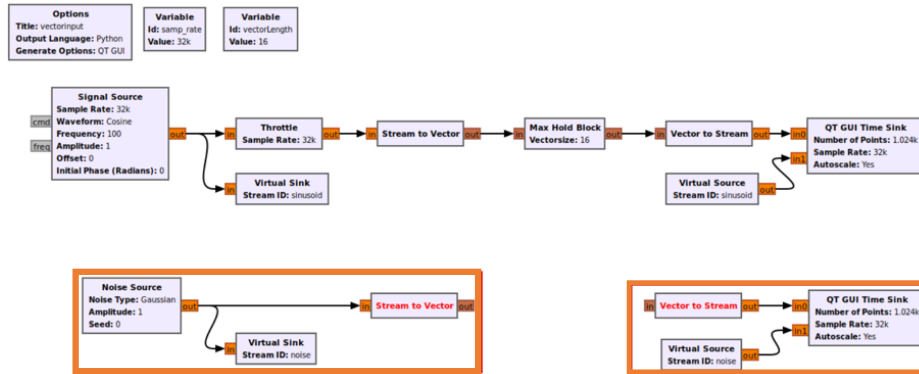 Options
Title: vectorinput
Output Language: Python
Generate Options: QT GUI
Variable
Id: samp_rate
Value: 32k
Variable
Id: vectorLength
Value: 16
Signal Source
Sample Rate: 32k
Waveform: Cosine
Frequency: 100
Amplitude: 1
Offset: 0
Initial Phase (Radians): 0
cmd
freq
out
in
Throttle
Sample Rate: 32k
out
in
Stream to Vector
out
in
Max Hold Block
Vectorsize: 16
out
in
Vector to Stream
out
in0
in1
QT GUI Time Sink
Number of Points: 1.024k
Sample Rate: 32k
Autoscale: Yes
in
Virtual Sink
Stream ID: sinusoid
Virtual Source
Stream ID: sinusoid
out
Noise Source
Noise Type: Gaussian
Amplitude: 1
Seed: 0
out
in
Stream to Vector
out
in
Virtual Sink
Stream ID: noise
in
Vector to Stream
out
in0
in1
QT GUI Time Sink
Number of Points: 1.024k
Sample Rate: 32k
Autoscale: Yes
Virtual Source
Stream ID: noise
out